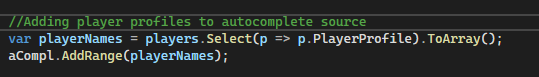 //Adding player profiles to autocomplete source
var playerNames = players.Select(p => p.PlayerProfile).ToArray();
aCompl.AddRange(playerNames);